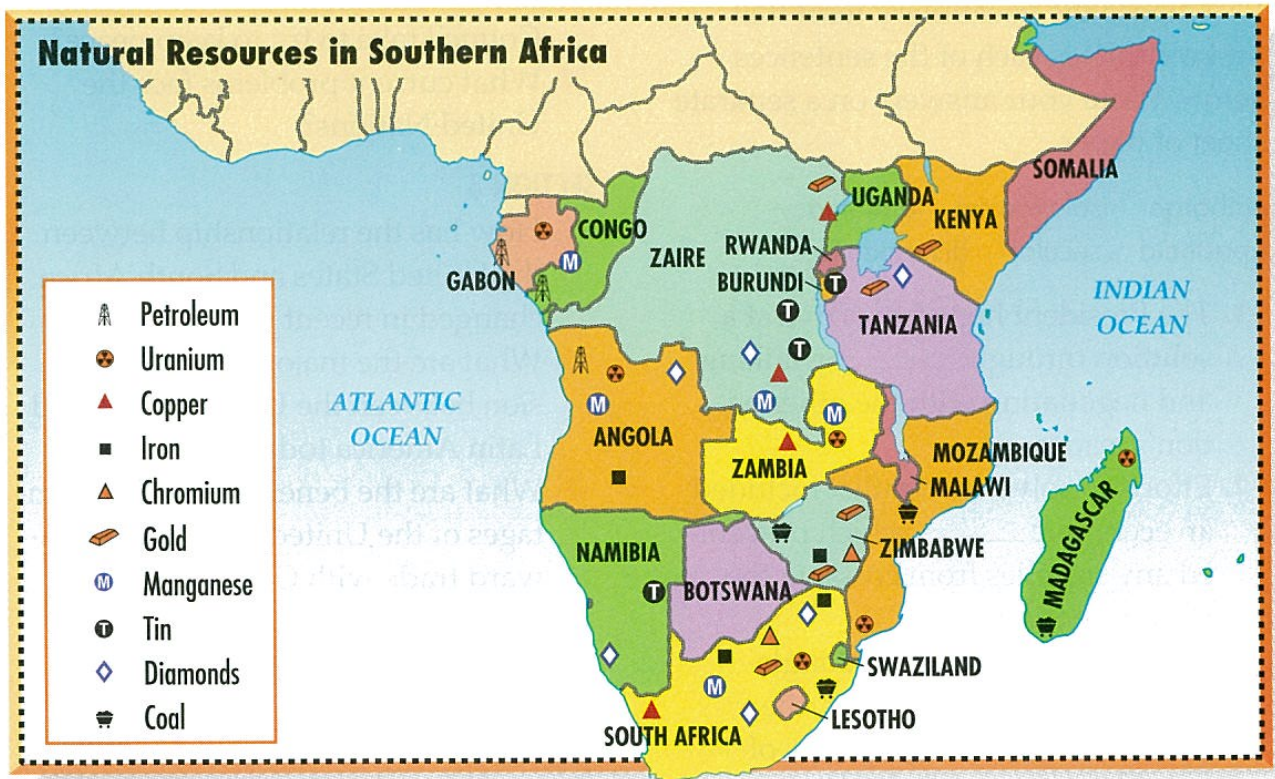 Natural Resources in Southern Africa
SOMALIA
UGANDA
KENYA
CONGO
RWANDA
ZAIRE
GABON
BURUNDI
INDIAN
OCEAN
TANZANIA
Petroleum
Uranium
Copper
Iron
Chromium
Gold
Manganese
Tin
Diamonds
Coal
ATLANTIC
OCEAN
ANGOLA
ZAMBIA
MOZAMBIQUE
MALAWI
MADAGASCAR
NAMIBIA
ZIMBABWE
BOTSWANA
SWAZILAND
LESOTHO
SOUTH AFRICA
M
M
M
M
M
M
T
T
T
T
T